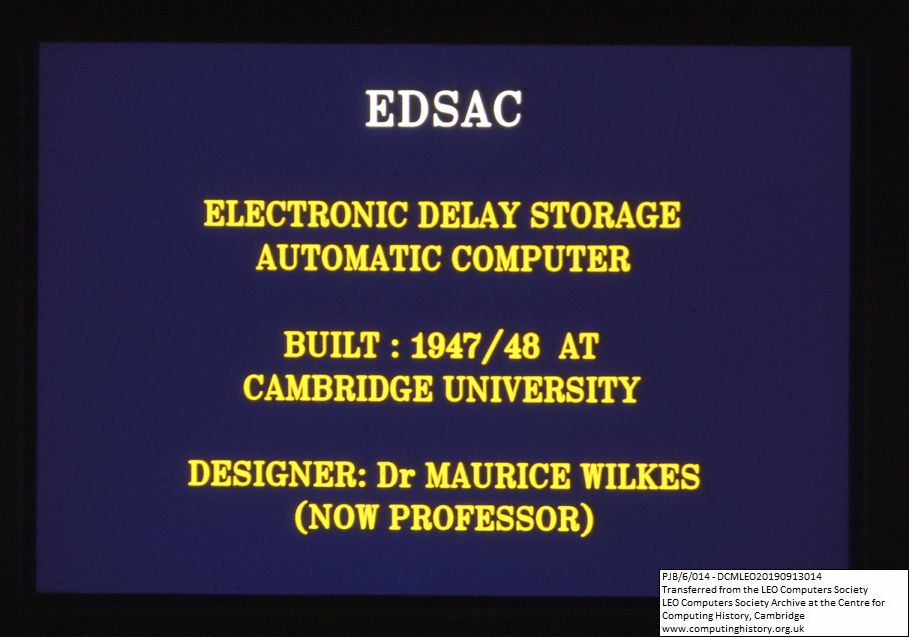 EDSAC
ELECTRONIC DELAY STORAGE
AUTOMATIC COMPUTER
BUILT : 1947/48 AT
CAMBRIDGE UNIVERSITY
DESIGNER: Dr MAURICE WILKES
(NOW PROFESSOR)
PJB/6/014 - DCMLEO20190913014
Transferred from the LEO Computers Society
LEO Computers Society Archive at the Centre for
Computing History, Cambridge
www.computinghistory.org.uk